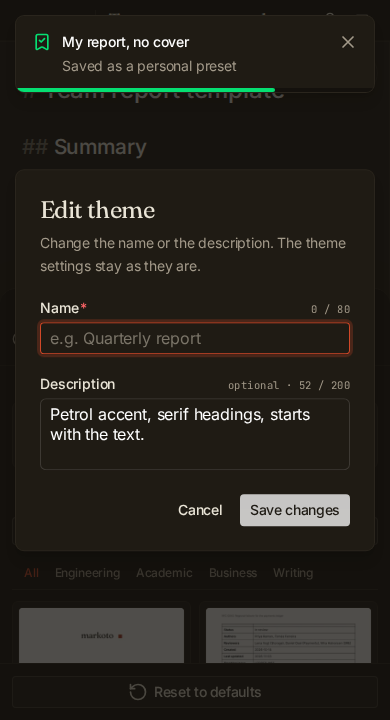 My report, no cover
Saved as a personal preset
# Team report template
## Summary
Edit theme
Change the name or the description. The theme
settings stay as they are.
Name* 0 / 80
e.g. Quarterly report
Description optional · 52 / 200
Petrol accent, serif headings, starts
with the text.
Cancel Save changes
All Engineering Academic Business Writing
markoto
Reset to defaults